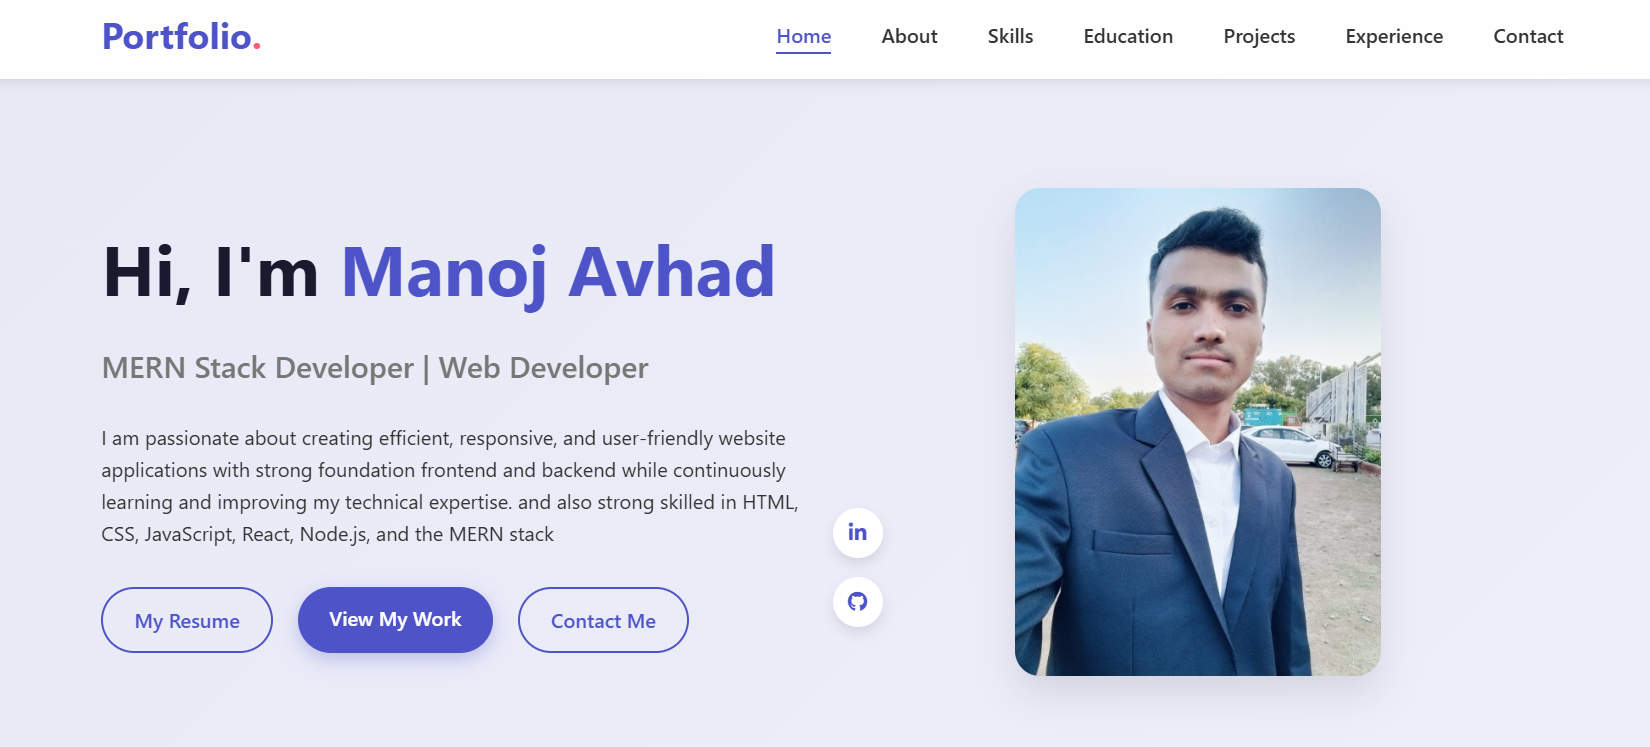 Portfolio.
Home About Skills Education Projects Experience Contact
Hi, I'm Manoj Avhad
MERN Stack Developer | Web Developer
I am passionate about creating efficient, responsive, and user-friendly website
applications with strong foundation frontend and backend while continuously
learning and improving my technical expertise. and also strong skilled in HTML,
CSS, JavaScript, React, Node.js, and the MERN stack
in
My Resume View My Work Contact Me